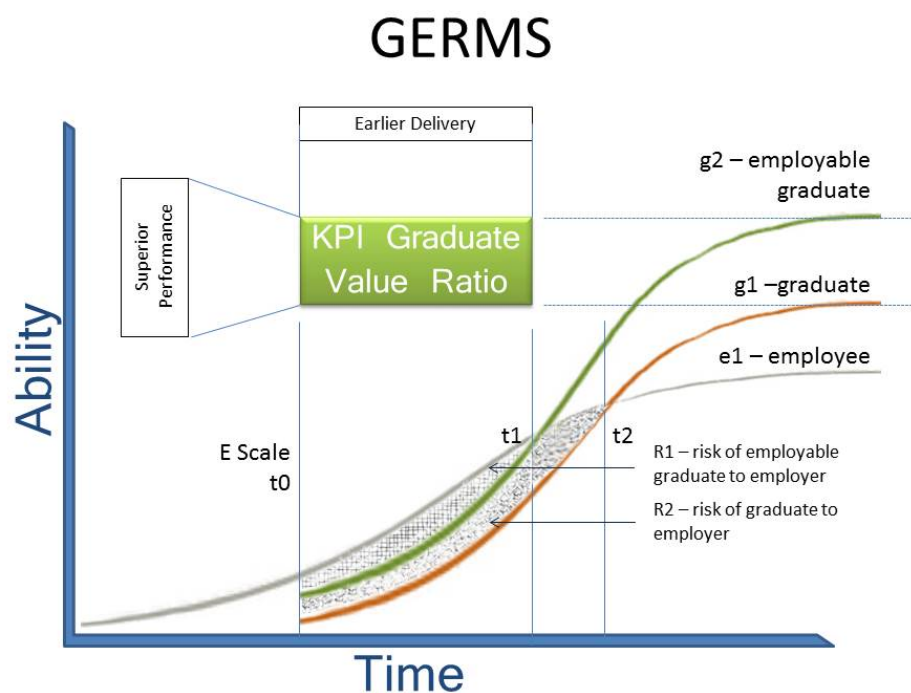 GERMS
Earlier Delivery
Superior
Performance
KPI Graduate
Value Ratio
g2 – employable
graduate
g1 –graduate
e1 – employee
E Scale
t0
t1
t2
R1 – risk of employable
graduate to employer
R2 – risk of graduate to
employer
Ability
Time